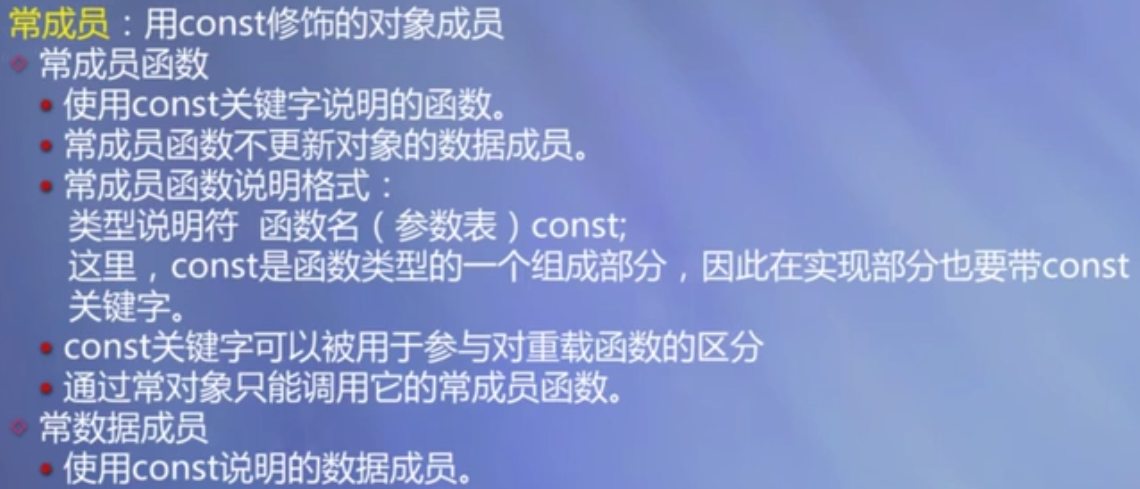 常成员：用const修饰的对象成员
常成员函数
使用const关键字说明的函数。
常成员函数不更新对象的数据成员。
常成员函数说明格式：
类型说明符 函数名（参数表）const;
这里，const是函数类型的一个组成部分，因此在实现部分也要带const
关键字。
const关键字可以被用于参与对重载函数的区分
通过常对象只能调用它的常成员函数。
常数据成员
使用const说明的数据成员。